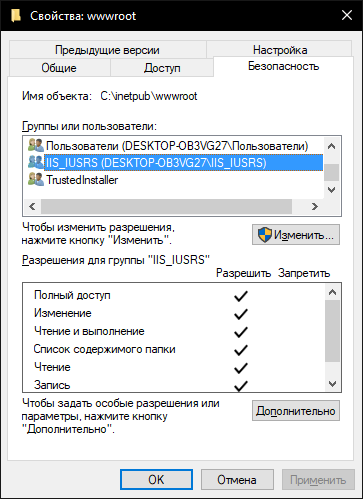 Свойства: wwwroot
Предыдущие версии
Настройка
Общие
Доступ
Безопасность
Имя объекта: C:\inetpub\wwwroot
Группы или пользователи:
Пользователи (DESKTOP-OB3VG27\Пользователи)
IIS_IUSRS (DESKTOP-OB3VG27\IIS_IUSRS)
TrustedInstaller
Чтобы изменить разрешения,
нажмите кнопку "Изменить".
Изменить...
Разрешения для группы "IIS_IUSRS"
Разрешить Запретить
Полный доступ
Изменение
Чтение и выполнение
Список содержимого папки
Чтение
Запись
Чтобы задать особые разрешения или
параметры, нажмите кнопку
"Дополнительно".
Дополнительно
OK
Отмена
Применить